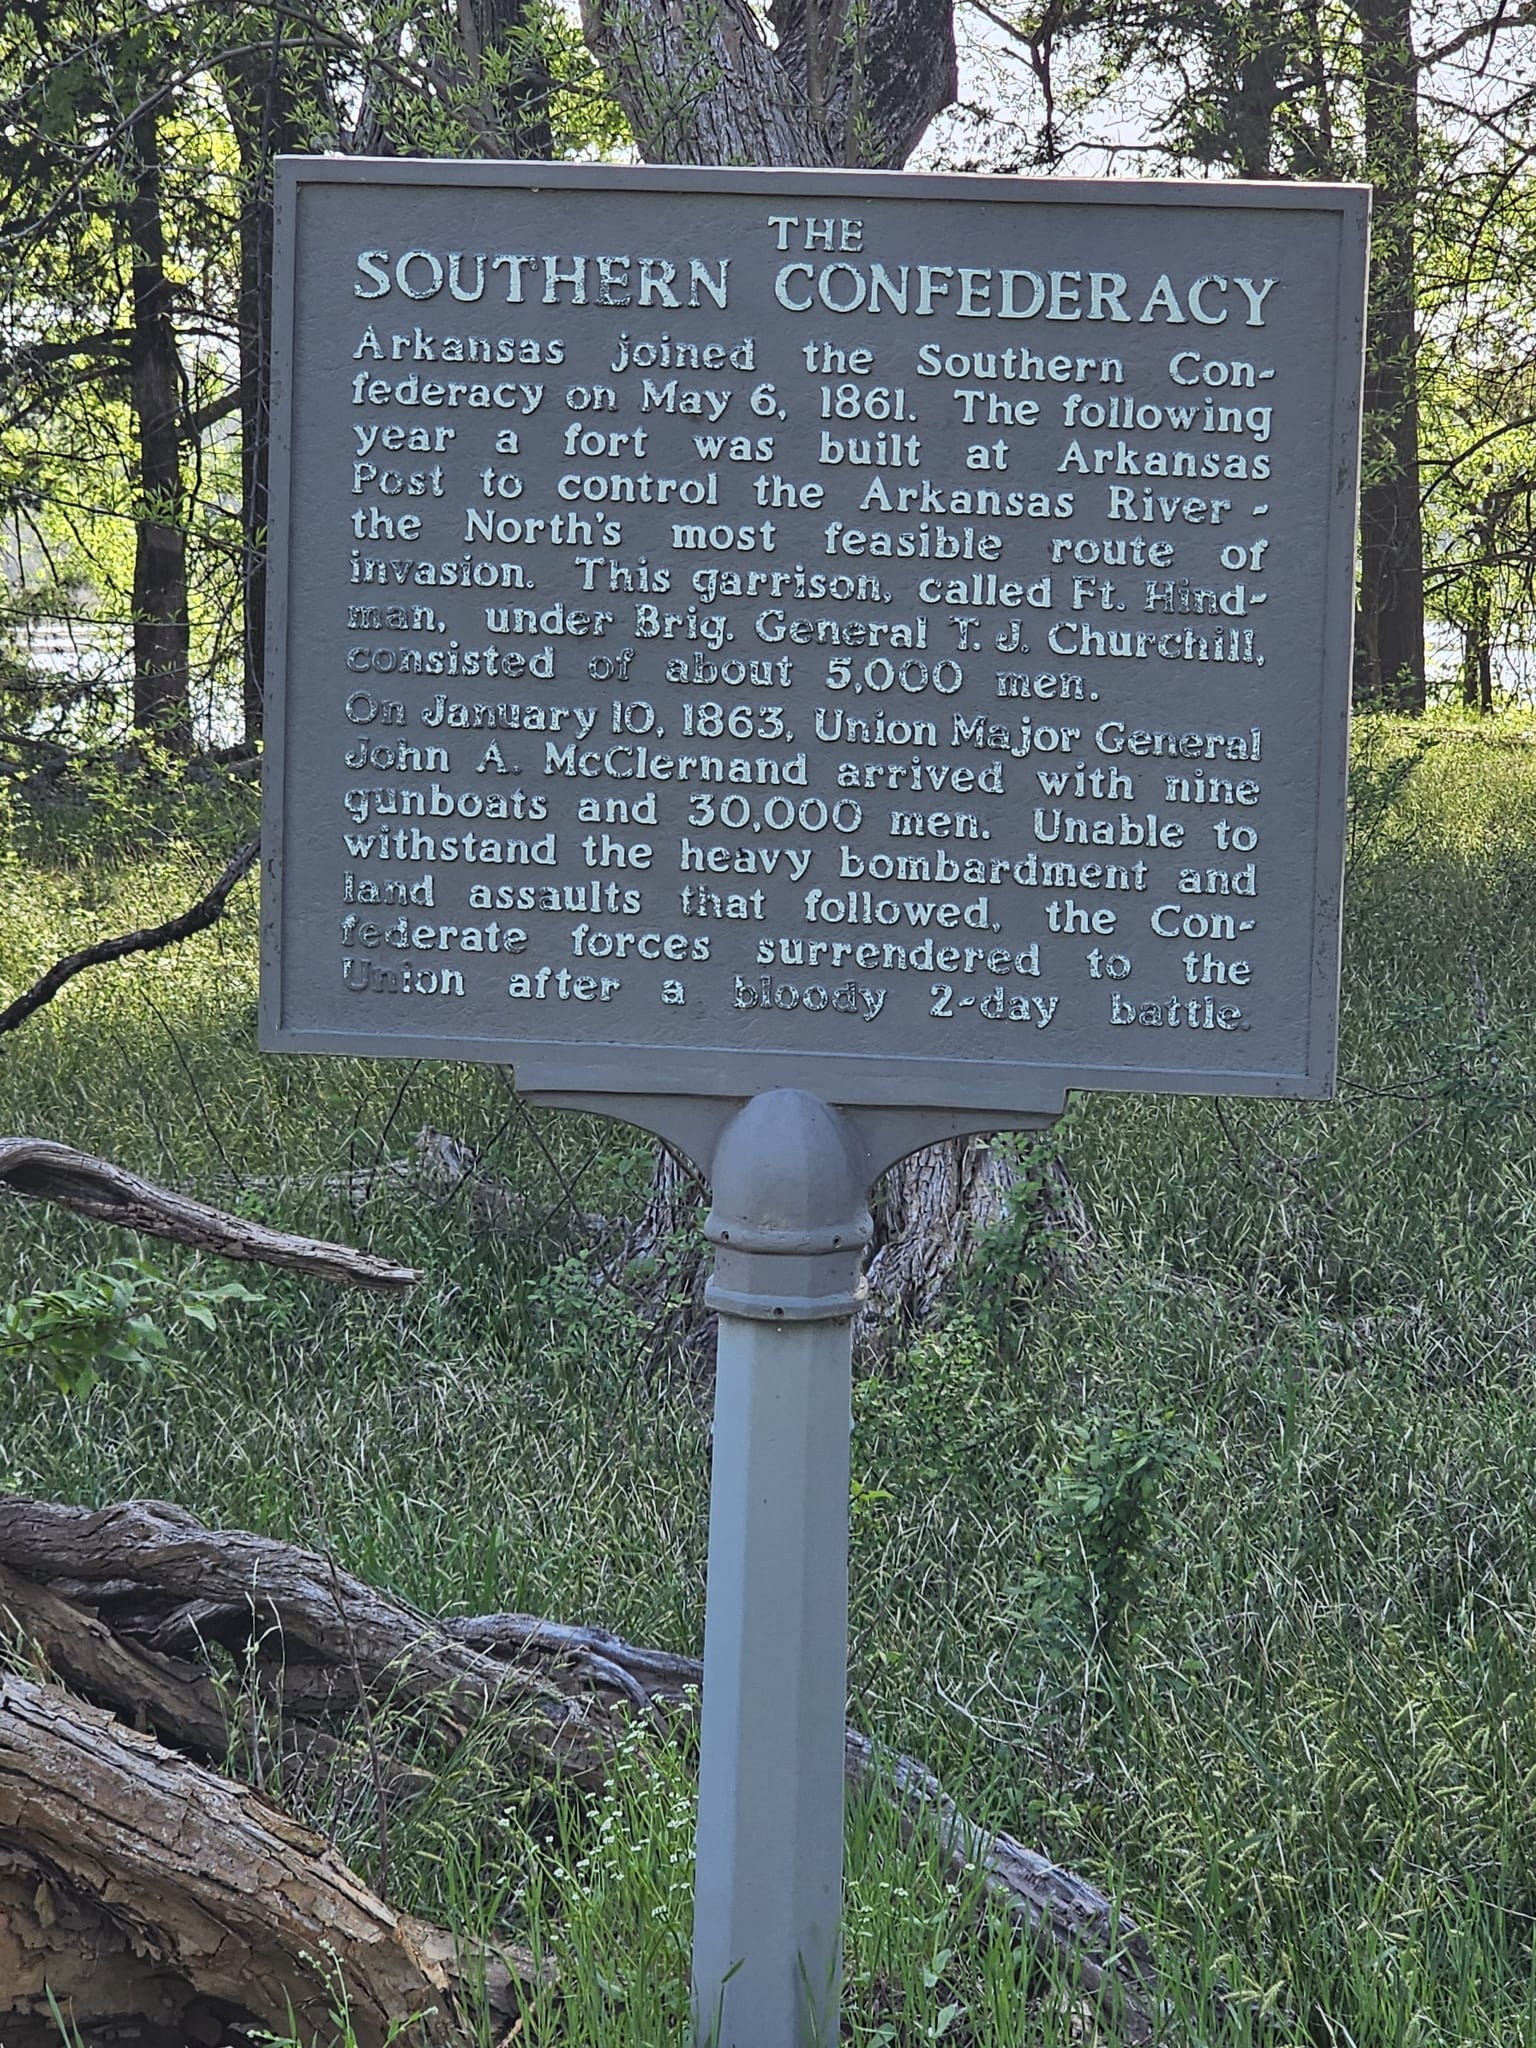 THE
SOUTHERN CONFEDERACY
Arkansas joined the Southern Con-
federacy on May 6, 1861. The following
year a fort was built at Arkansas
Post to control the Arkansas River -
the North's most feasible route of
invasion. This garrison, called Ft. Hind-
man, under Brig. General T. J. Churchill,
consisted of about 5,000 men.
On January 10, 1863, Union Major General
John A. McClernand arrived with nine
gunboats and 30,000 men. Unable to
withstand the heavy bombardment and
land assaults that followed, the Con-
federate forces surrendered to the
Union after a bloody 2-day battle.